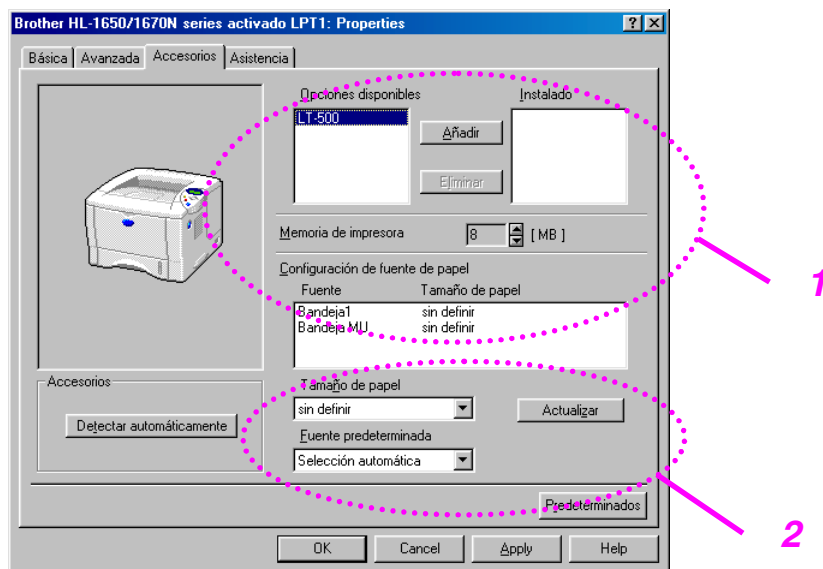 Brother HL-1650/1670N series activado LPT1: Properties
Básica Avanzada Accesorios Asistencia
Opciones disponibles Instalado
LT-500
Añadir
Eliminar
Memoria de impresora 8 [ MB ]
Configuración de fuente de papel
Fuente Tamaño de papel
Bandeja1 sin definir
Bandeja MU sin definir
1
Accesorios
Detectar automáticamente
Tamaño de papel
sin definir Actualizar
Fuente predeterminada
Selección automática
Predeterminados
2
OK Cancel Apply Help